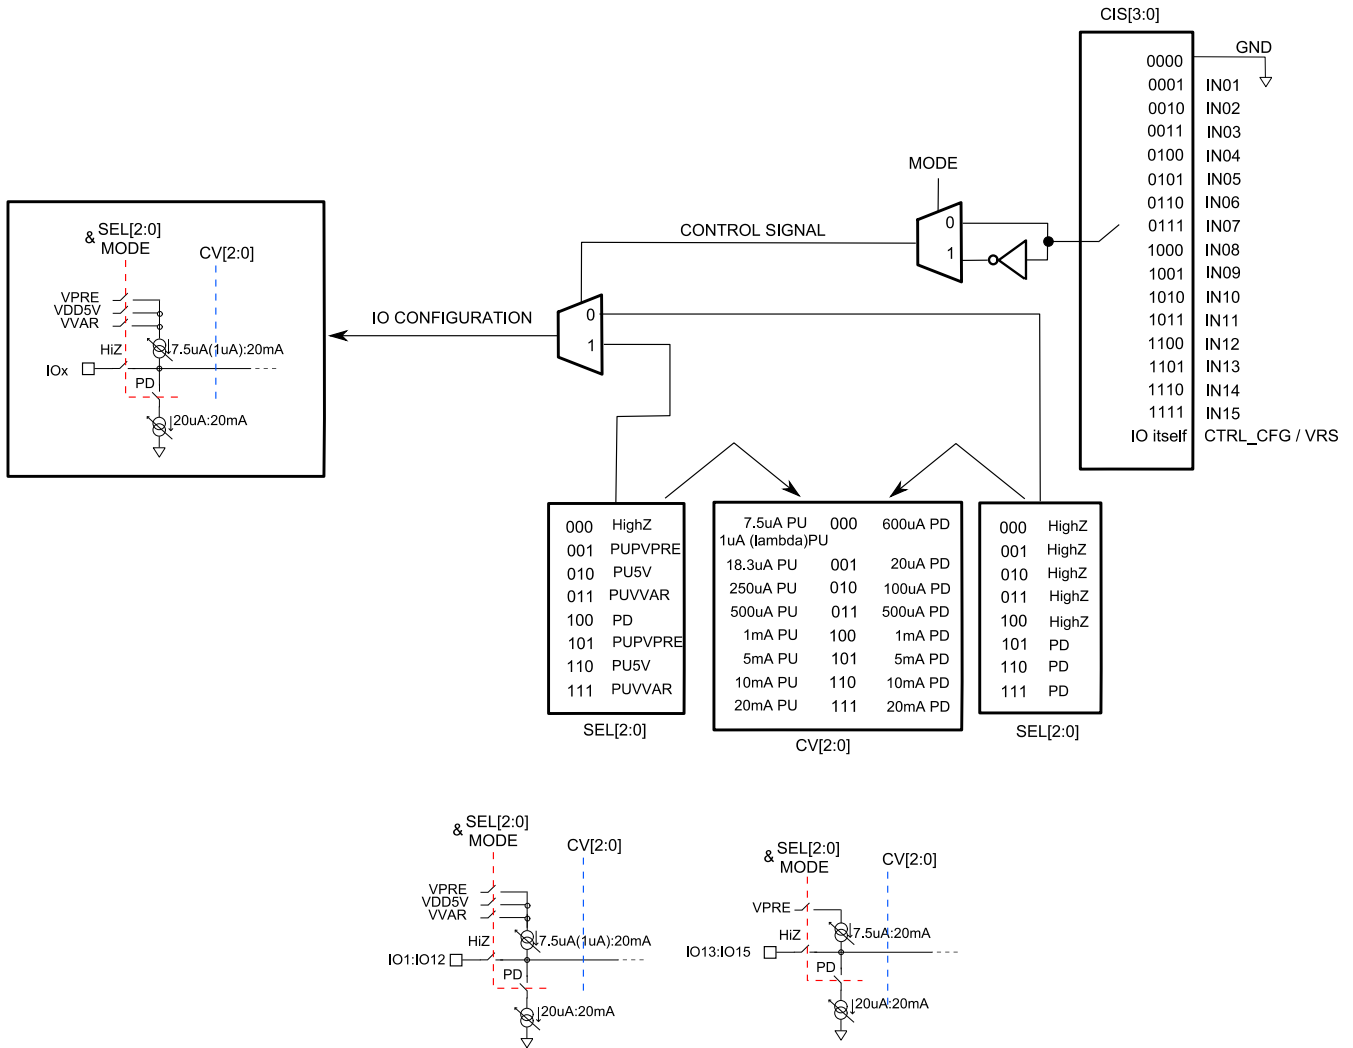 CIS[3:0]
GND
0000
0001 IN01
0010 IN02
0011 IN03
0100 IN04
0101 IN05
0110 IN06
0111 IN07
1000 IN08
1001 IN09
1010 IN10
1011 IN11
1100 IN12
1101 IN13
1110 IN14
1111 IN15
IO itself CTRL_CFG / VRS
MODE
0
1
CONTROL SIGNAL
IO CONFIGURATION
0
1
& SEL[2:0]
MODE
CV[2:0]
VPRE
VDD5V
VVAR
HiZ
7.5uA(1uA):20mA
IOx
PD
20uA:20mA
000 HighZ
001 PUPVPRE
010 PU5V
011 PUVVAR
100 PD
101 PUPVPRE
110 PU5V
111 PUVVAR
SEL[2:0]
7.5uA PU 000 600uA PD
1uA (lambda)PU
18.3uA PU 001 20uA PD
250uA PU 010 100uA PD
500uA PU 011 500uA PD
1mA PU 100 1mA PD
5mA PU 101 5mA PD
10mA PU 110 10mA PD
20mA PU 111 20mA PD
CV[2:0]
000 HighZ
001 HighZ
010 HighZ
011 HighZ
100 HighZ
101 PD
110 PD
111 PD
SEL[2:0]
& SEL[2:0]
MODE
CV[2:0]
VPRE
VDD5V
VVAR
HiZ
7.5uA(1uA):20mA
IO1:IO12
PD
20uA:20mA
& SEL[2:0]
MODE
CV[2:0]
VPRE
HiZ
7.5uA:20mA
IO13:IO15
PD
20uA:20mA